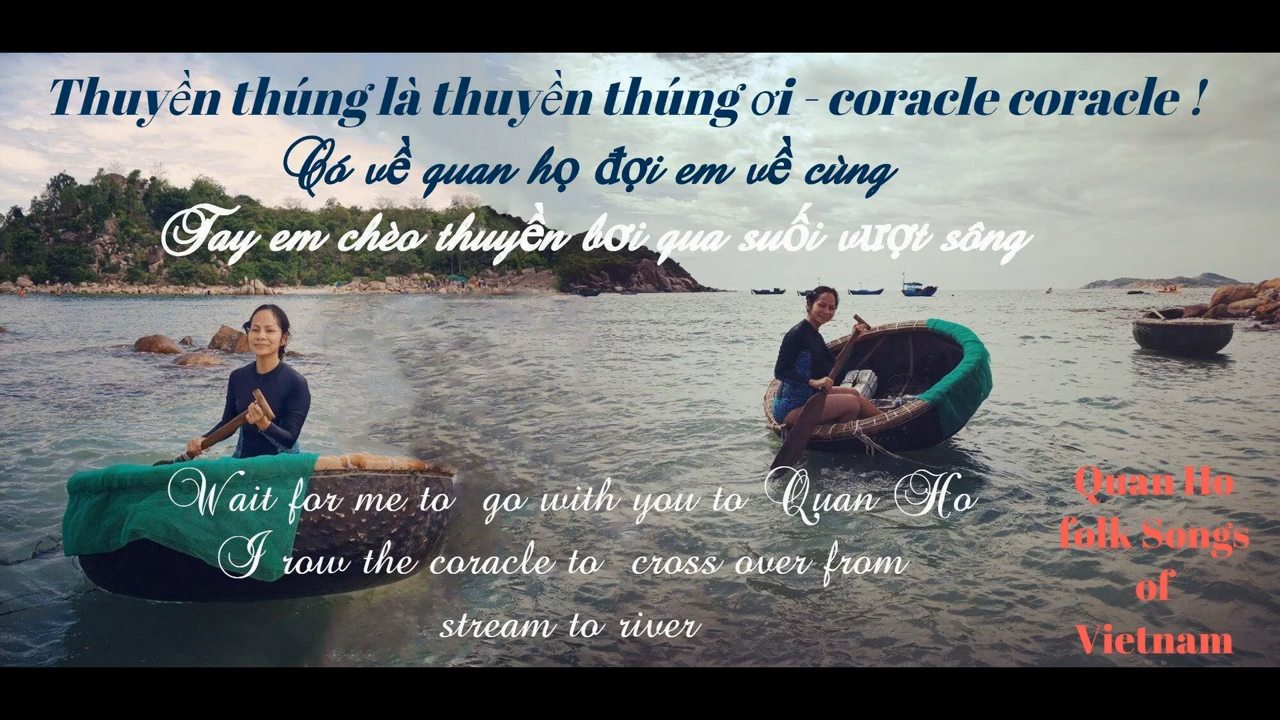 Thuyền thúng là thuyền thúng ơi - coracle coracle !
Có về quan họ đợi em về cùng
Tay em chèo thuyền bơi qua suối vượt sông
Wait for me to go with you to Quan Ho
I row the coracle to cross over from
stream to river
Quan Ho
folk Songs
of
Vietnam